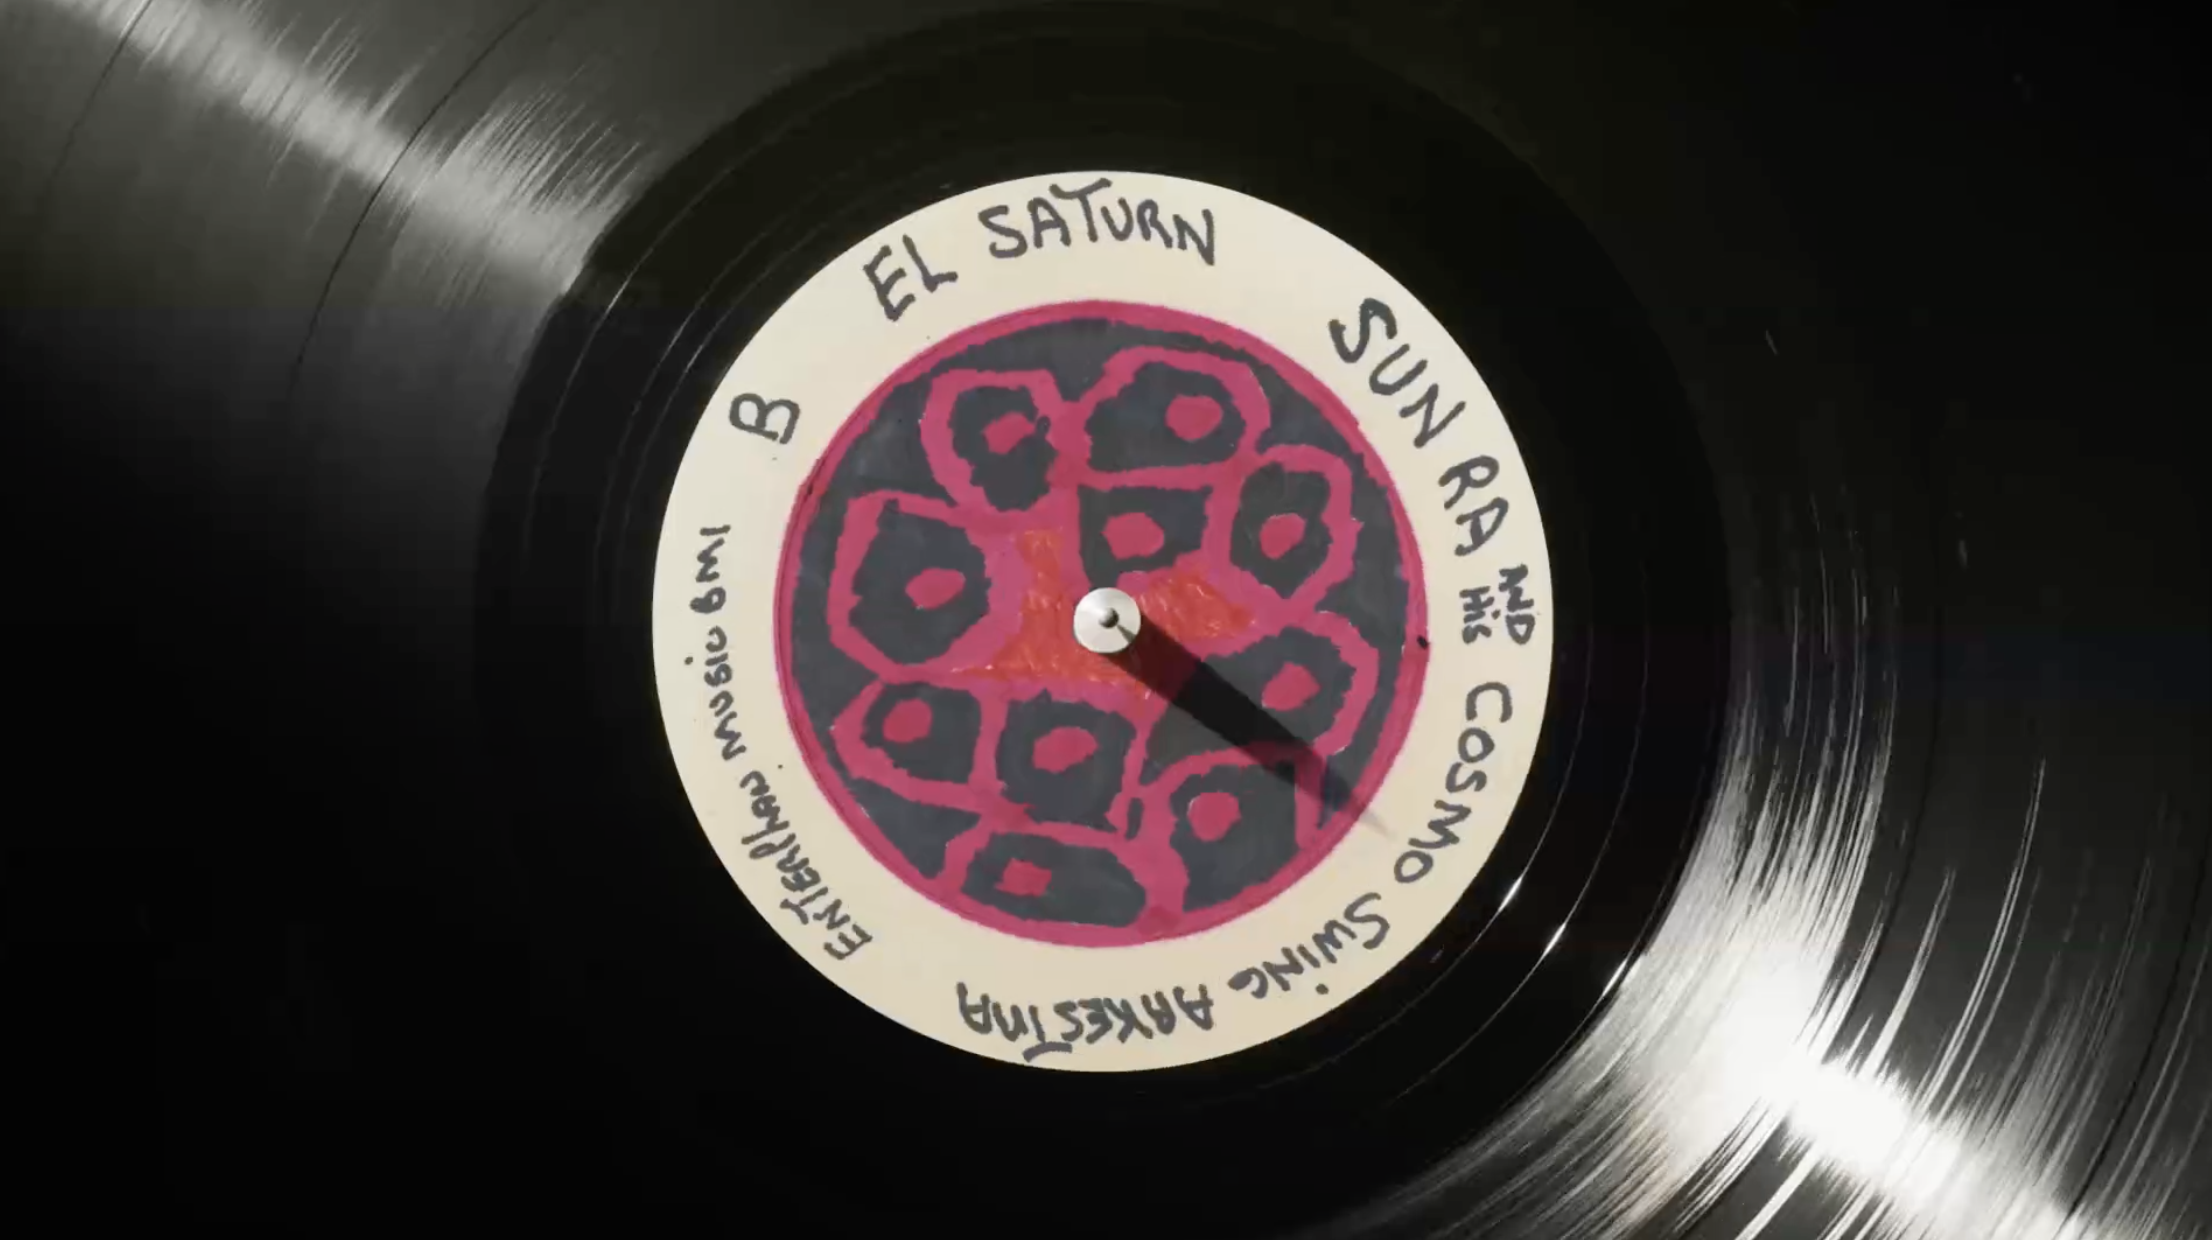 EL SATURN
SUN RA AND HiS COSMO SWiNG ARKESTRA
ENTERPLAN MUSiC BMI
B